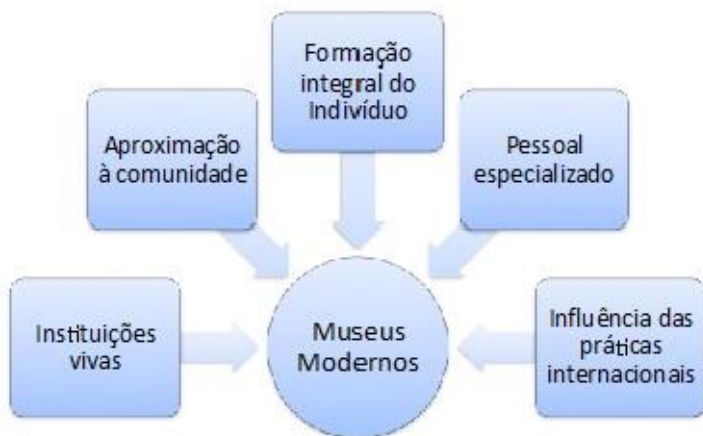 Formação
integral do
Indivíduo
Aproximação
à comunidade
Pessoal
especializado
Instituições
vivas
Museus
Modernos
Influência das
práticas
internacionais